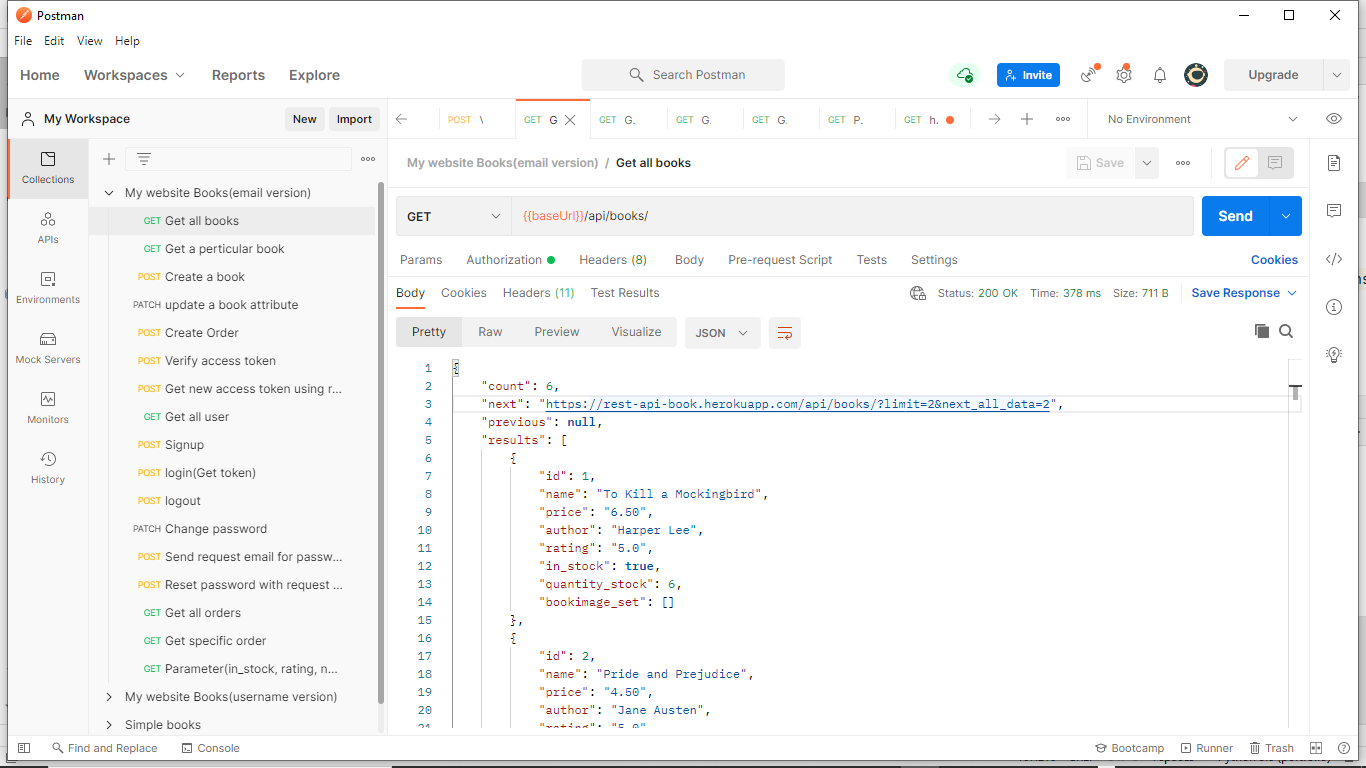 Postman
File Edit View Help
Home Workspaces Reports Explore Search Postman Invite Upgrade
My Workspace New Import POST \ GET G GET G. GET G. GET G. GET P. GET h. No Environment
Collections
APIs
Environments
Mock Servers
Monitors
History
My website Books(email version)
GET Get all books
GET Get a perticular book
POST Create a book
PATCH update a book attribute
POST Create Order
POST Verify access token
POST Get new access token using r...
GET Get all user
POST Signup
POST login(Get token)
POST logout
PATCH Change password
POST Send request email for passw...
POST Reset password with request ...
GET Get all orders
GET Get specific order
GET Parameter(in_stock, rating, n...
My website Books(username version)
Simple books
My website Books(email version) / Get all books Save
GET {{baseUrl}}/api/books/ Send
Params Authorization Headers (8) Body Pre-request Script Tests Settings Cookies
Body Cookies Headers (11) Test Results Status: 200 OK Time: 378 ms Size: 711 B Save Response
Pretty Raw Preview Visualize JSON
1 {
2 "count": 6,
3 "next": "https://rest-api-book.herokuapp.com/api/books/?limit=2&next_all_data=2",
4 "previous": null,
5 "results": [
6 {
7 "id": 1,
8 "name": "To Kill a Mockingbird",
9 "price": "6.50",
10 "author": "Harper Lee",
11 "rating": "5.0",
12 "in_stock": true,
13 "quantity_stock": 6,
14 "bookimage_set": []
15 },
16 {
17 "id": 2,
18 "name": "Pride and Prejudice",
19 "price": "4.50",
20 "author": "Jane Austen",
21 "rating": "5.0"
Find and Replace Console Bootcamp Runner Trash